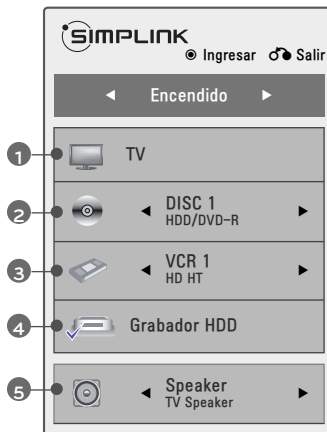 SIMPLINK
Ingresar Salir
◄ Encendido ►
1 TV
2 ◄ DISC 1 ►
HDD/DVD-R
3 ◄ VCR 1 ►
HD HT
4 Grabador HDD
5 ◄ Speaker ►
TV Speaker